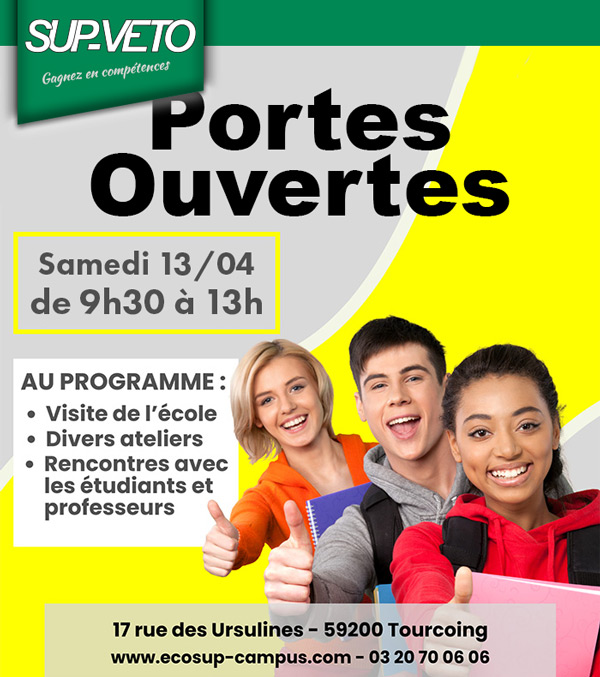 SUP-VETO
Gagnez en compétences
Portes
Ouvertes
Samedi 13/04
de 9h30 à 13h
AU PROGRAMME :
• Visite de l'école
• Divers ateliers
• Rencontres avec
les étudiants et
professeurs
17 rue des Ursulines - 59200 Tourcoing
www.ecosup-campus.com - 03 20 70 06 06